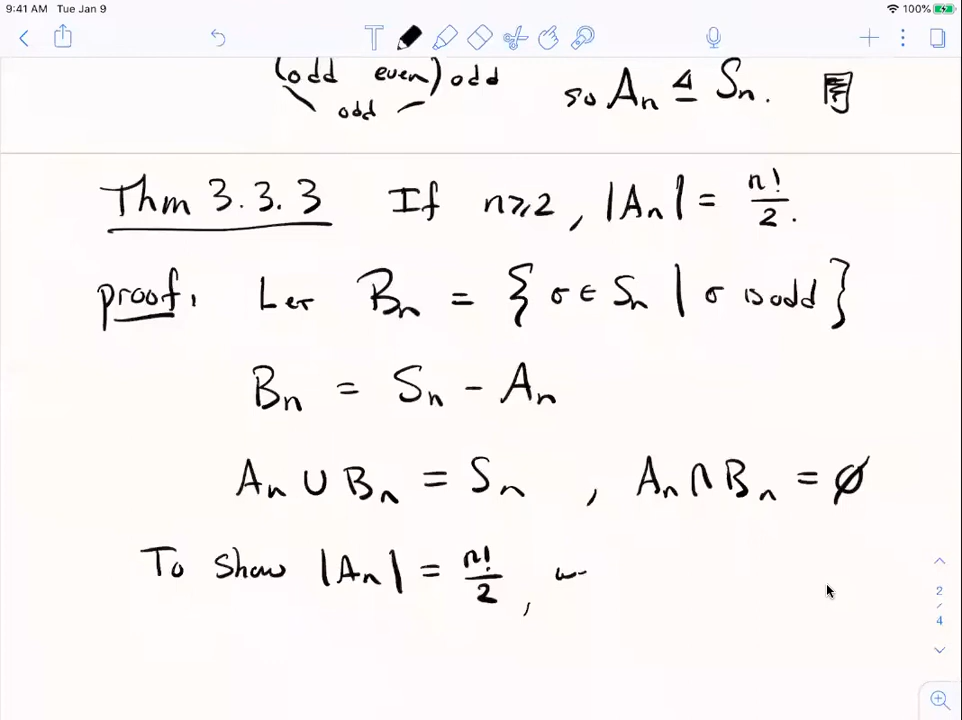 9:41 AM Tue Jan 9
100%
(odd even) odd
odd
so Aₙ ⊴ Sₙ.
Thm 3.3.3 If n ≥ 2, |Aₙ| = n!/2.
proof: Let Bₙ = {σ ∈ Sₙ | σ is odd}
Bₙ = Sₙ - Aₙ
Aₙ ∪ Bₙ = Sₙ , Aₙ ∩ Bₙ = ∅
To show |Aₙ| = n!/2 ,
2
/
4